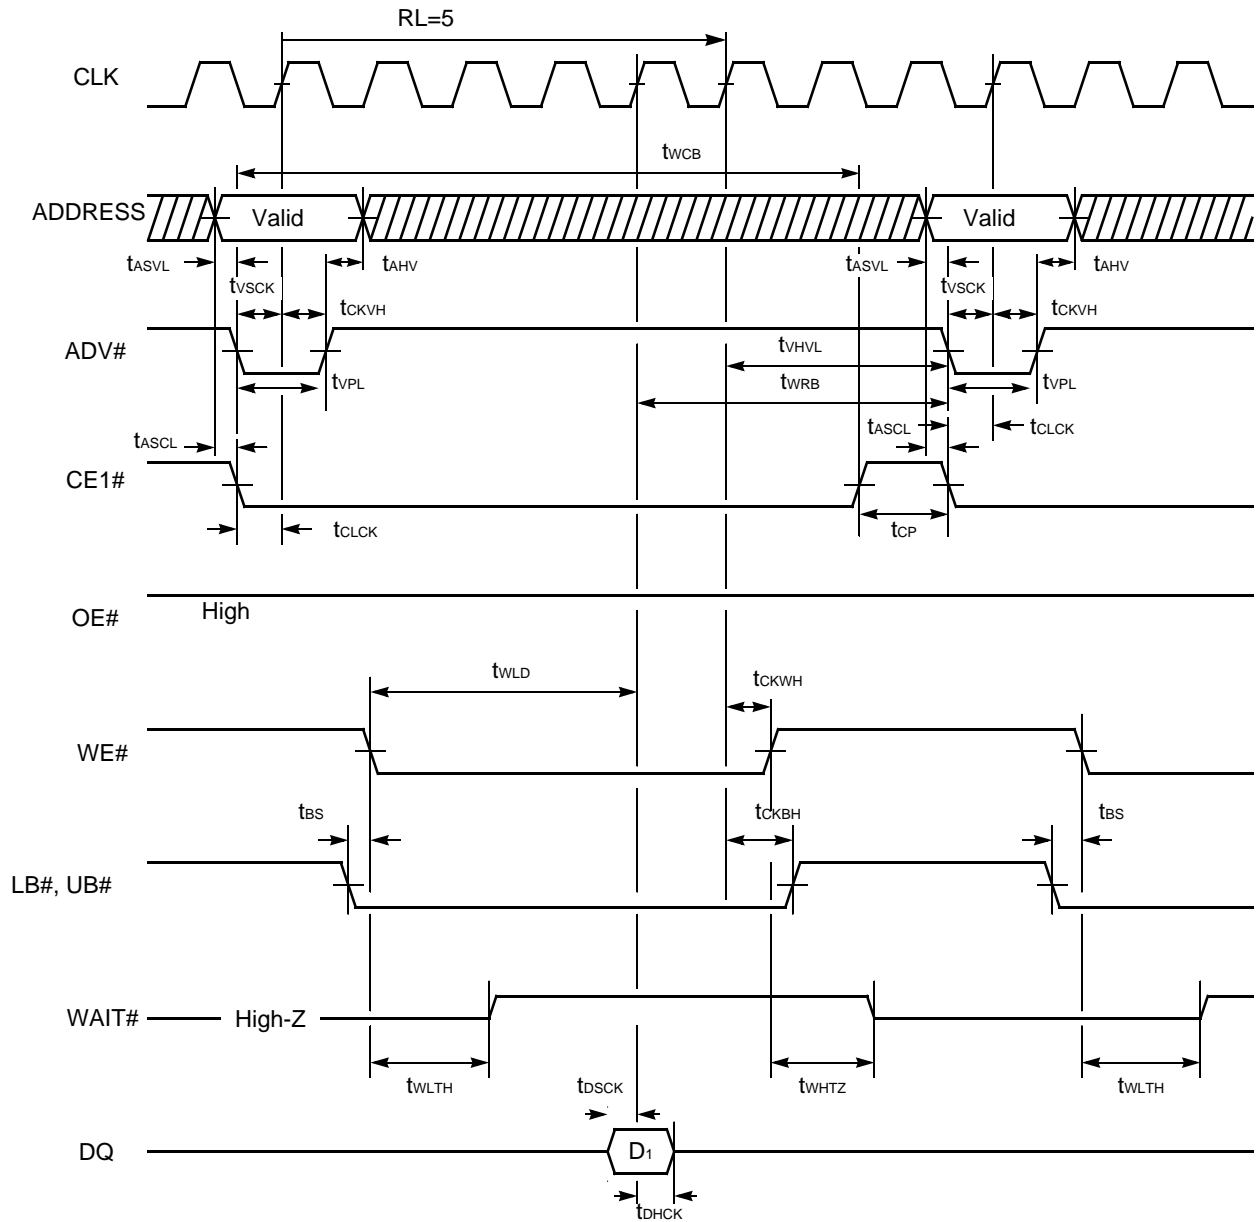 RL=5
CLK
tWCB
ADDRESS Valid Valid
tASVL tAHV tASVL tAHV
tVSCK tVSCK
tCKVH tCKVH
ADV# tVHVL
tVPL tWRB tVPL
tASCL tASCL tCLCK
CE1#
tCLCK tCP
OE# High
tWLD tCKWH
WE#
tBS tCKBH tBS
LB#, UB#
WAIT# High-Z
tWLTH tDSCK tWHTZ tWLTH
DQ D1
tDHCK